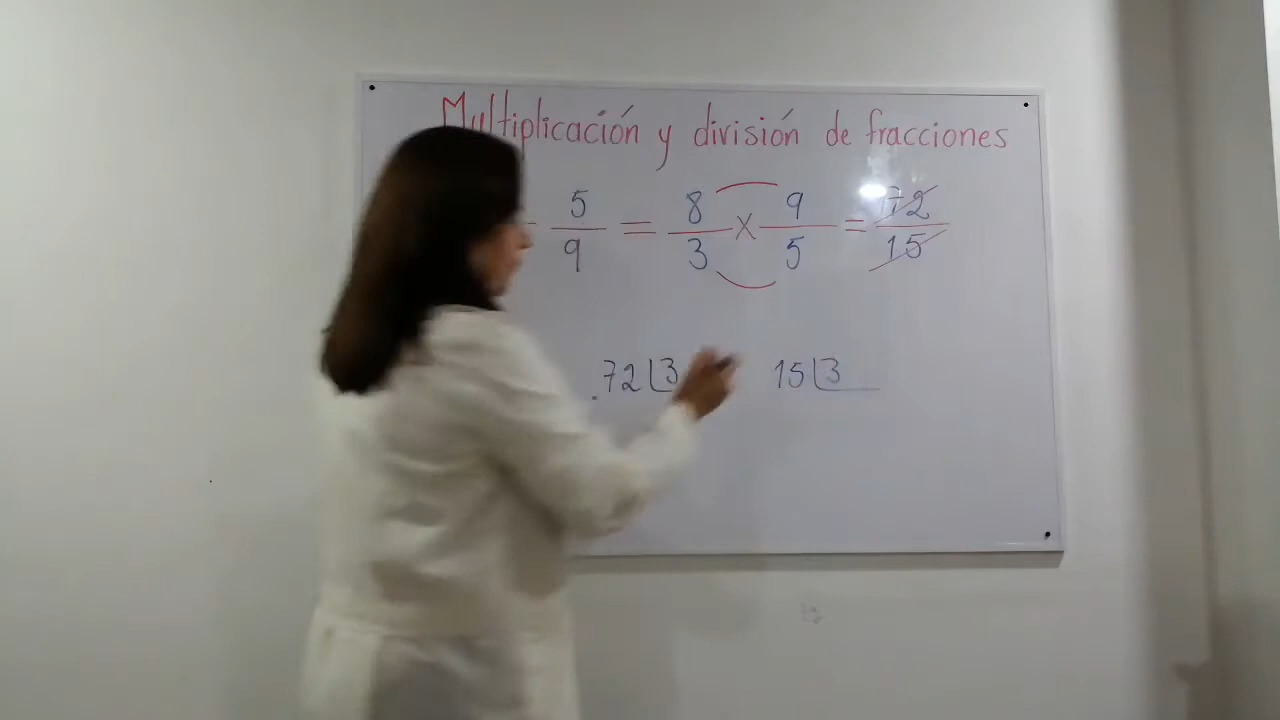 Multiplicación y división de fracciones
5/9 = 8/3 x 9/5 = 72/15
72 3 15 3